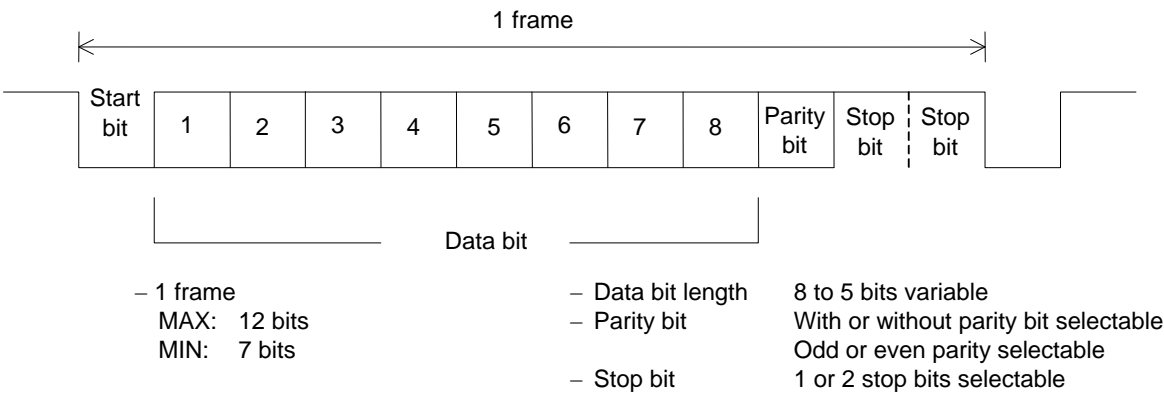 1 frame
Start bit 1 2 3 4 5 6 7 8 Parity bit Stop bit Stop bit
Data bit
– 1 frame
MAX: 12 bits
MIN: 7 bits
– Data bit length 8 to 5 bits variable
– Parity bit With or without parity bit selectable
Odd or even parity selectable
– Stop bit 1 or 2 stop bits selectable